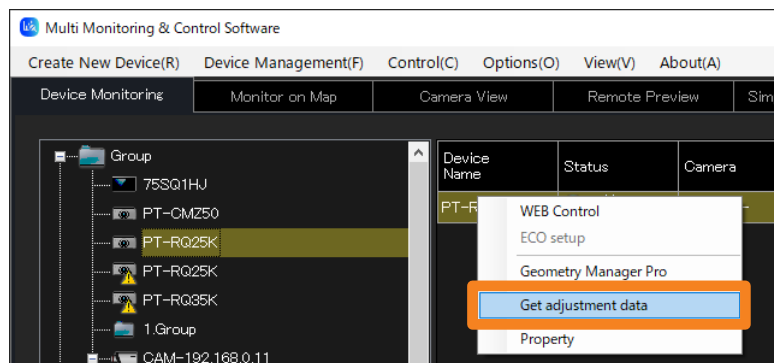 Multi Monitoring & Control Software
Create New Device(R) Device Management(F) Control(C) Options(O) View(V) About(A)
Device Monitoring Monitor on Map Camera View Remote Preview Sim
Group
75SQ1HJ
PT-CMZ50
PT-RQ25K
PT-RQ25K
PT-RQ35K
1.Group
CAM-192.168.0.11
Device Name Status Camera
PT-R
WEB Control
ECO setup
Geometry Manager Pro
Get adjustment data
Property